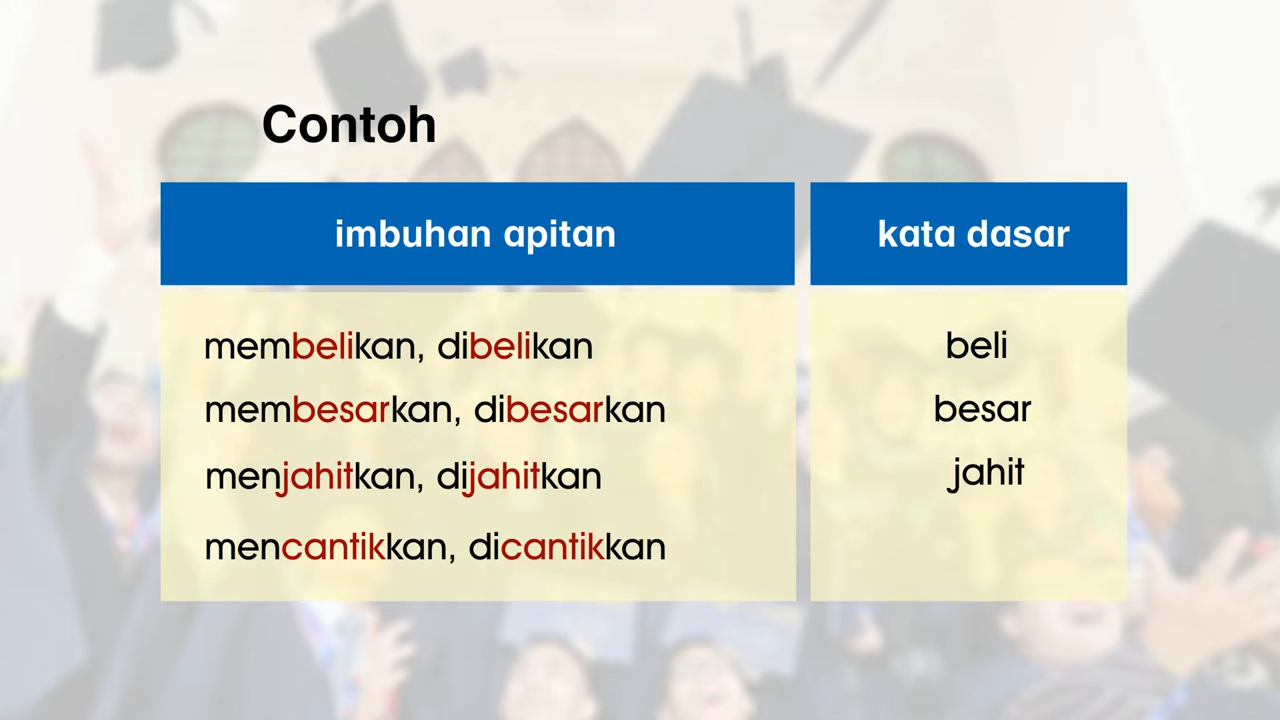 Contoh
imbuhan apitan
kata dasar
membelikan, dibelikan
beli
membesarkan, dibesarkan
besar
menjahitkan, dijahitkan
jahit
mencantikkan, dicantikkan